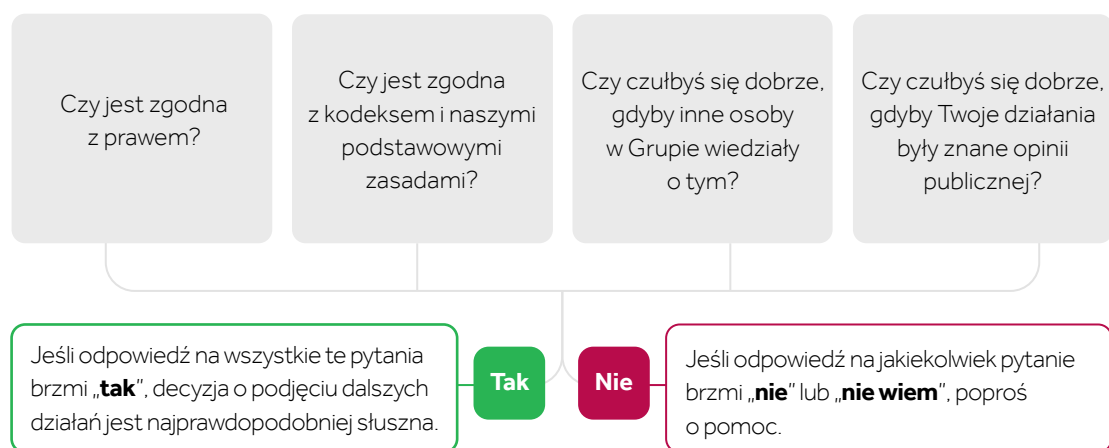 Czy jest zgodna
z prawem?
Czy jest zgodna
z kodeksem i naszymi
podstawowymi
zasadami?
Czy czułbyś się dobrze,
gdyby inne osoby
w Grupie wiedziały
o tym?
Czy czułbyś się dobrze,
gdyby Twoje działania
były znane opinii
publicznej?
Jeśli odpowiedź na wszystkie te pytania
brzmi „tak”, decyzja o podjęciu dalszych
działań jest najprawdopodobniej słuszna.
Tak
Nie
Jeśli odpowiedź na jakiekolwiek pytanie
brzmi „nie” lub „nie wiem”, poproś
o pomoc.